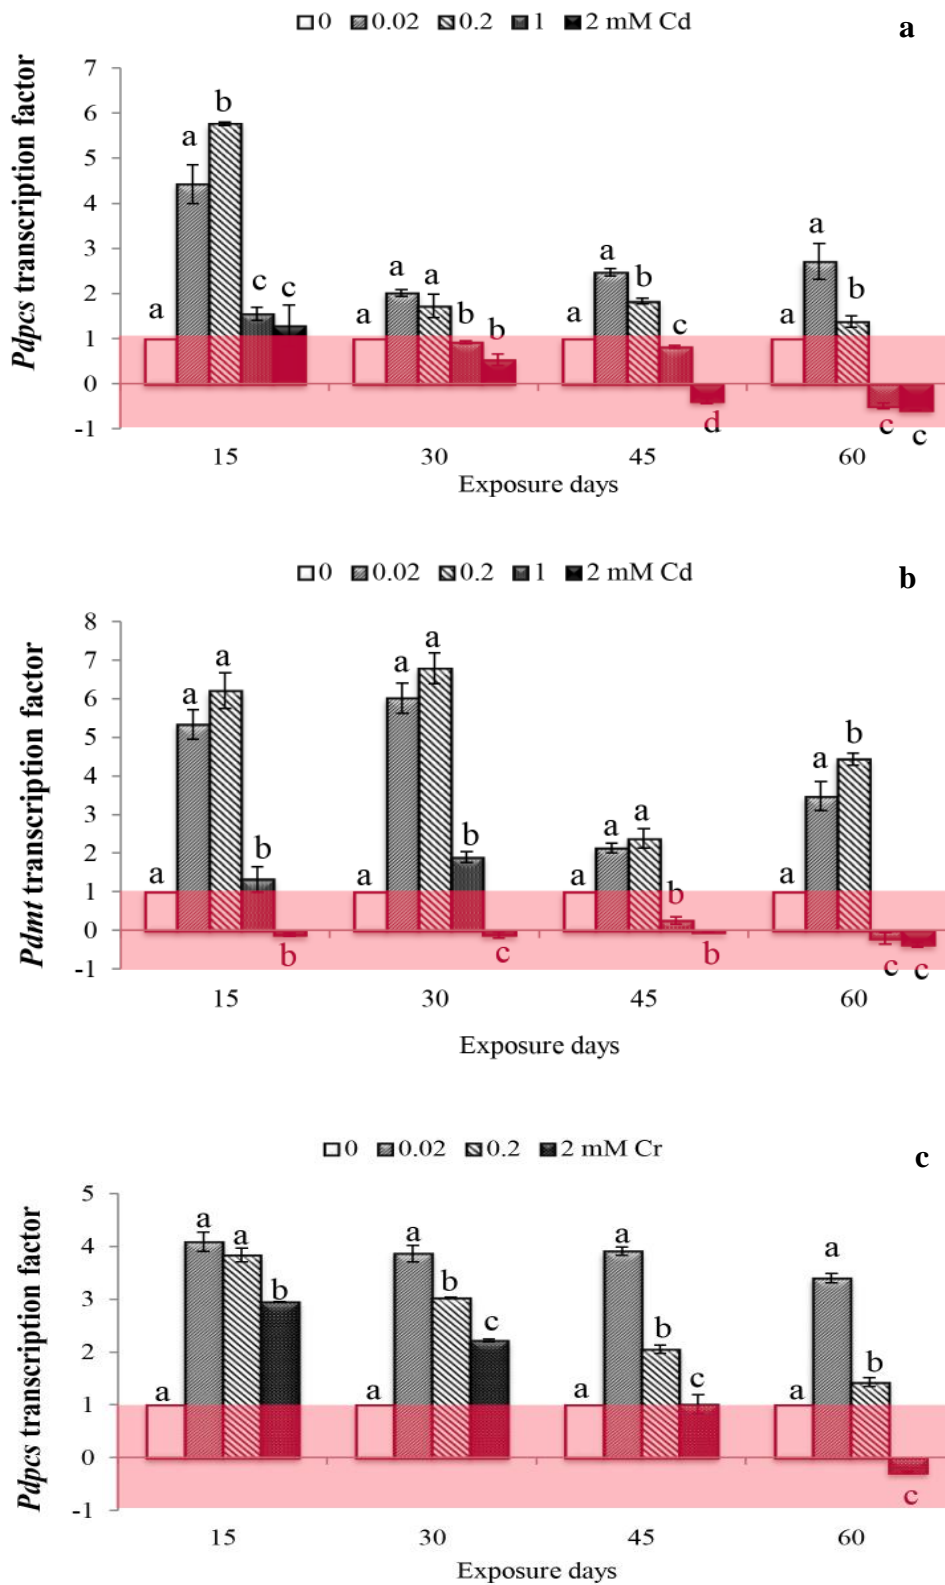 0 0.02 0.2 1 2 mM Cd
a
Pdpcs transcription factor
7
6
5
4
3
2
1
0
-1
a a b c c
a a a b b
a a b c d
a a b c c
15 30 45 60
Exposure days
0 0.02 0.2 1 2 mM Cd
b
Pdmt transcription factor
8
7
6
5
4
3
2
1
0
-1
a a a b b
a a a b c
a a a b b
a a b c c
15 30 45 60
Exposure days
0 0.02 0.2 2 mM Cr
c
Pdpcs transcription factor
5
4
3
2
1
0
-1
a a a b
a a b c
a a b c
a a b c
15 30 45 60
Exposure days